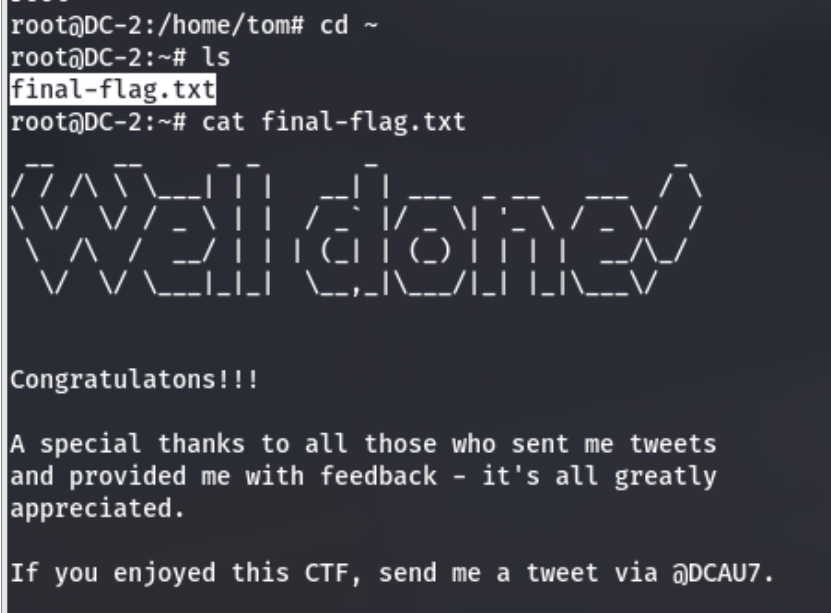 root@DC-2:/home/tom# cd ~
root@DC-2:~# ls
final-flag.txt
root@DC-2:~# cat final-flag.txt
Well done!
Congratulatons!!!
A special thanks to all those who sent me tweets
and provided me with feedback - it's all greatly
appreciated.
If you enjoyed this CTF, send me a tweet via @DCAU7.